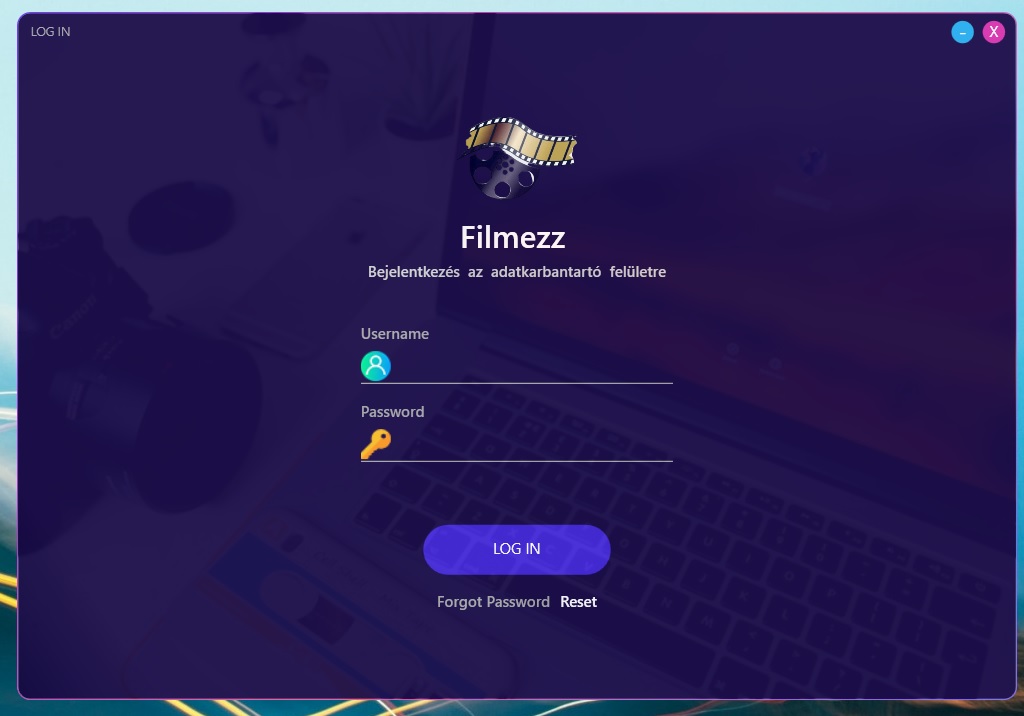 LOG IN
– X
Filmezz
Bejelentkezés az adatkarbantartó felületre
Username
Password
LOG IN
Forgot Password Reset